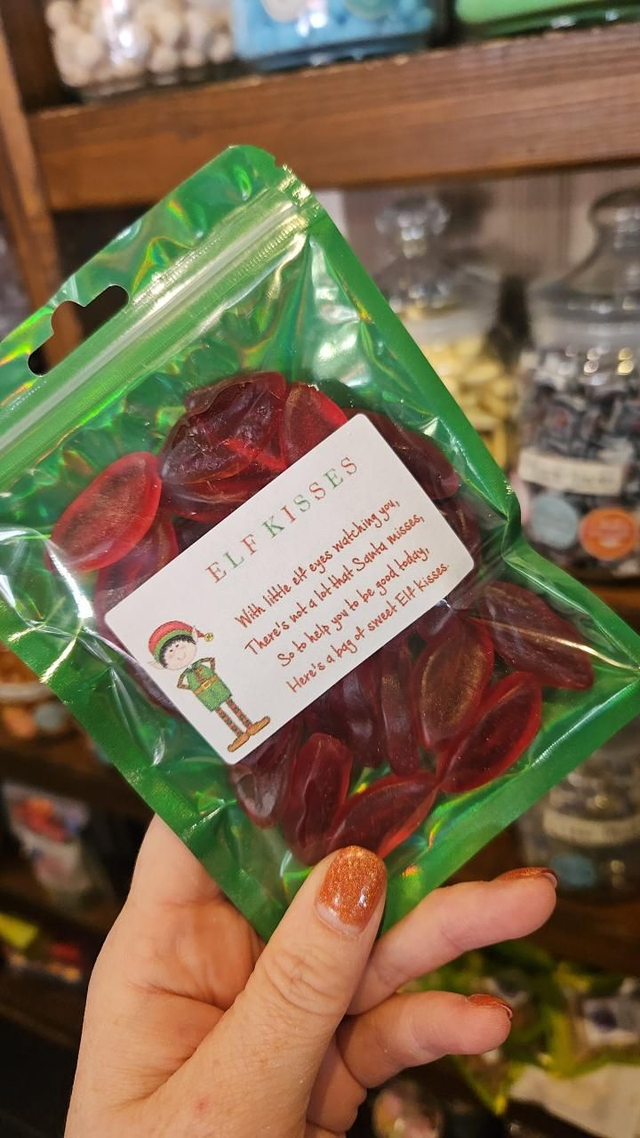 ELF KISSES
With little elf eyes watching you,
There's not a lot that Santa misses,
So to help you to be good today,
Here's a bag of sweet Elf kisses.